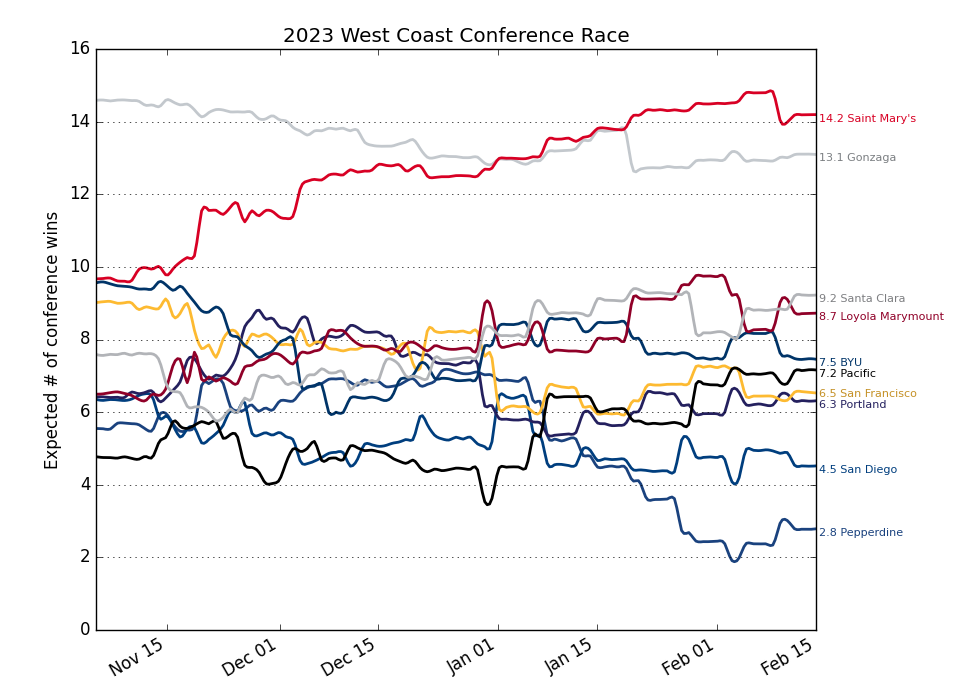 2023 West Coast Conference Race
Expected # of conference wins
16
14
12
10
8
6
4
2
0
14.2 Saint Mary's
13.1 Gonzaga
9.2 Santa Clara
8.7 Loyola Marymount
7.5 BYU
7.2 Pacific
6.5 San Francisco
6.3 Portland
4.5 San Diego
2.8 Pepperdine
Nov 15
Dec 01
Dec 15
Jan 01
Jan 15
Feb 01
Feb 15